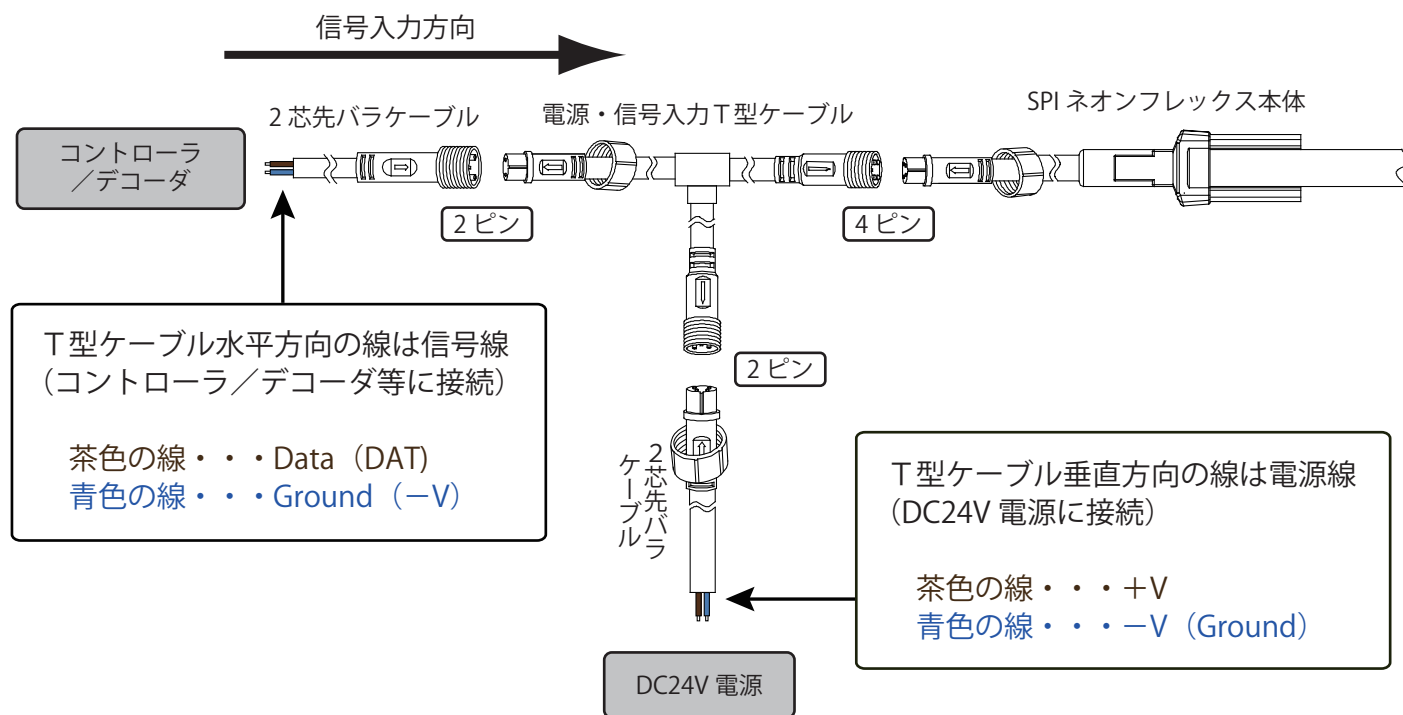 信号入力方向
2 芯先バラケーブル
電源・信号入力Ｔ型ケーブル
SPI ネオンフレックス本体
コントローラ
／デコーダ
2 ピン
4 ピン
Ｔ型ケーブル水平方向の線は信号線
（コントローラ／デコーダ等に接続）
茶色の線・・・Data（DAT)
青色の線・・・Ground（－V）
2 ピン
2芯先バラ
ケーブル
Ｔ型ケーブル垂直方向の線は電源線
（DC24V 電源に接続）
茶色の線・・・＋V
青色の線・・・－V（Ground）
DC24V 電源